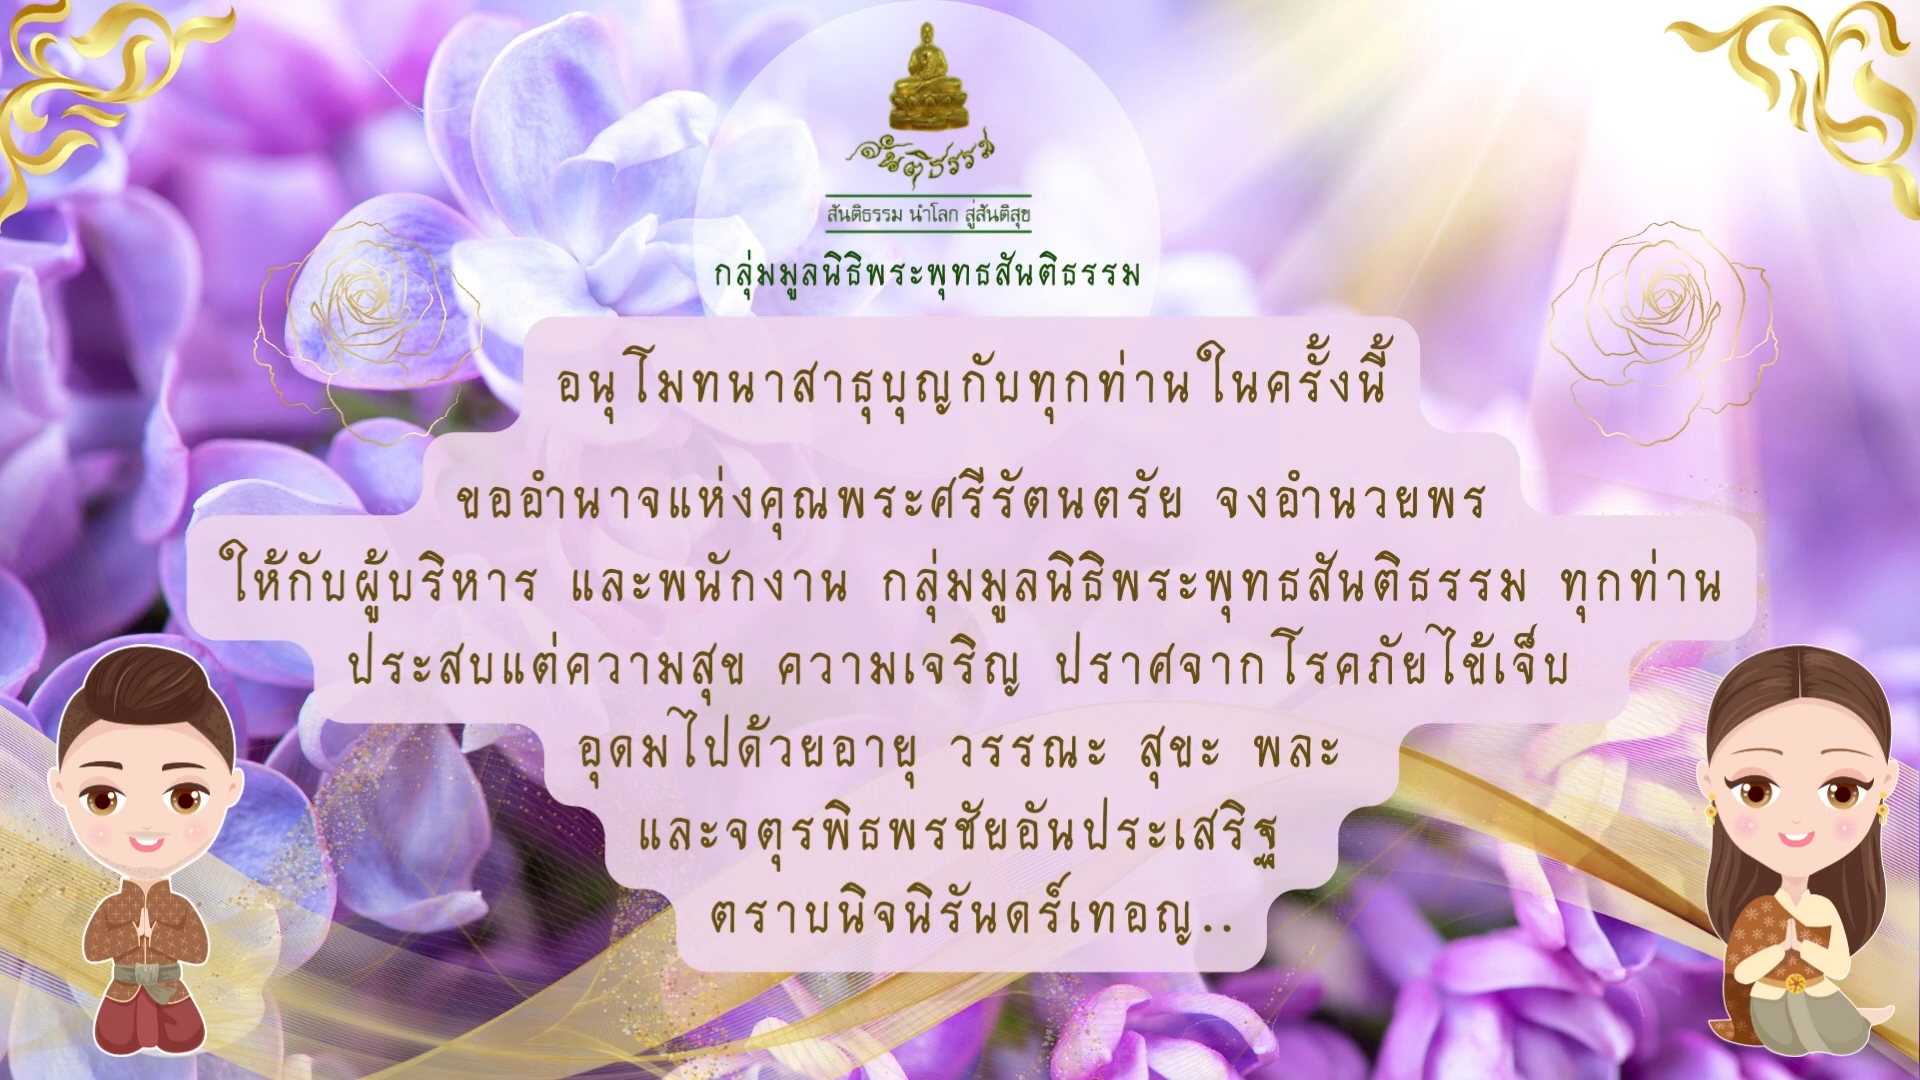 สันติธรรม
สันติธรรม นำโลก สู่สันติสุข
กลุ่มมูลนิธิพระพุทธสันติธรรม
อนุโมทนาสาธุบุญกับทุกท่านในครั้งนี้
ขออำนาจแห่งคุณพระศรีรัตนตรัย จงอำนวยพร
ให้กับผู้บริหาร และพนักงาน กลุ่มมูลนิธิพระพุทธสันติธรรม ทุกท่าน
ประสบแต่ความสุข ความเจริญ ปราศจากโรคภัยไข้เจ็บ
อุดมไปด้วยอายุ วรรณะ สุขะ พละ
และจตุรพิธพรชัยอันประเสริฐ
ตราบนิจนิรันดร์เทอญ..